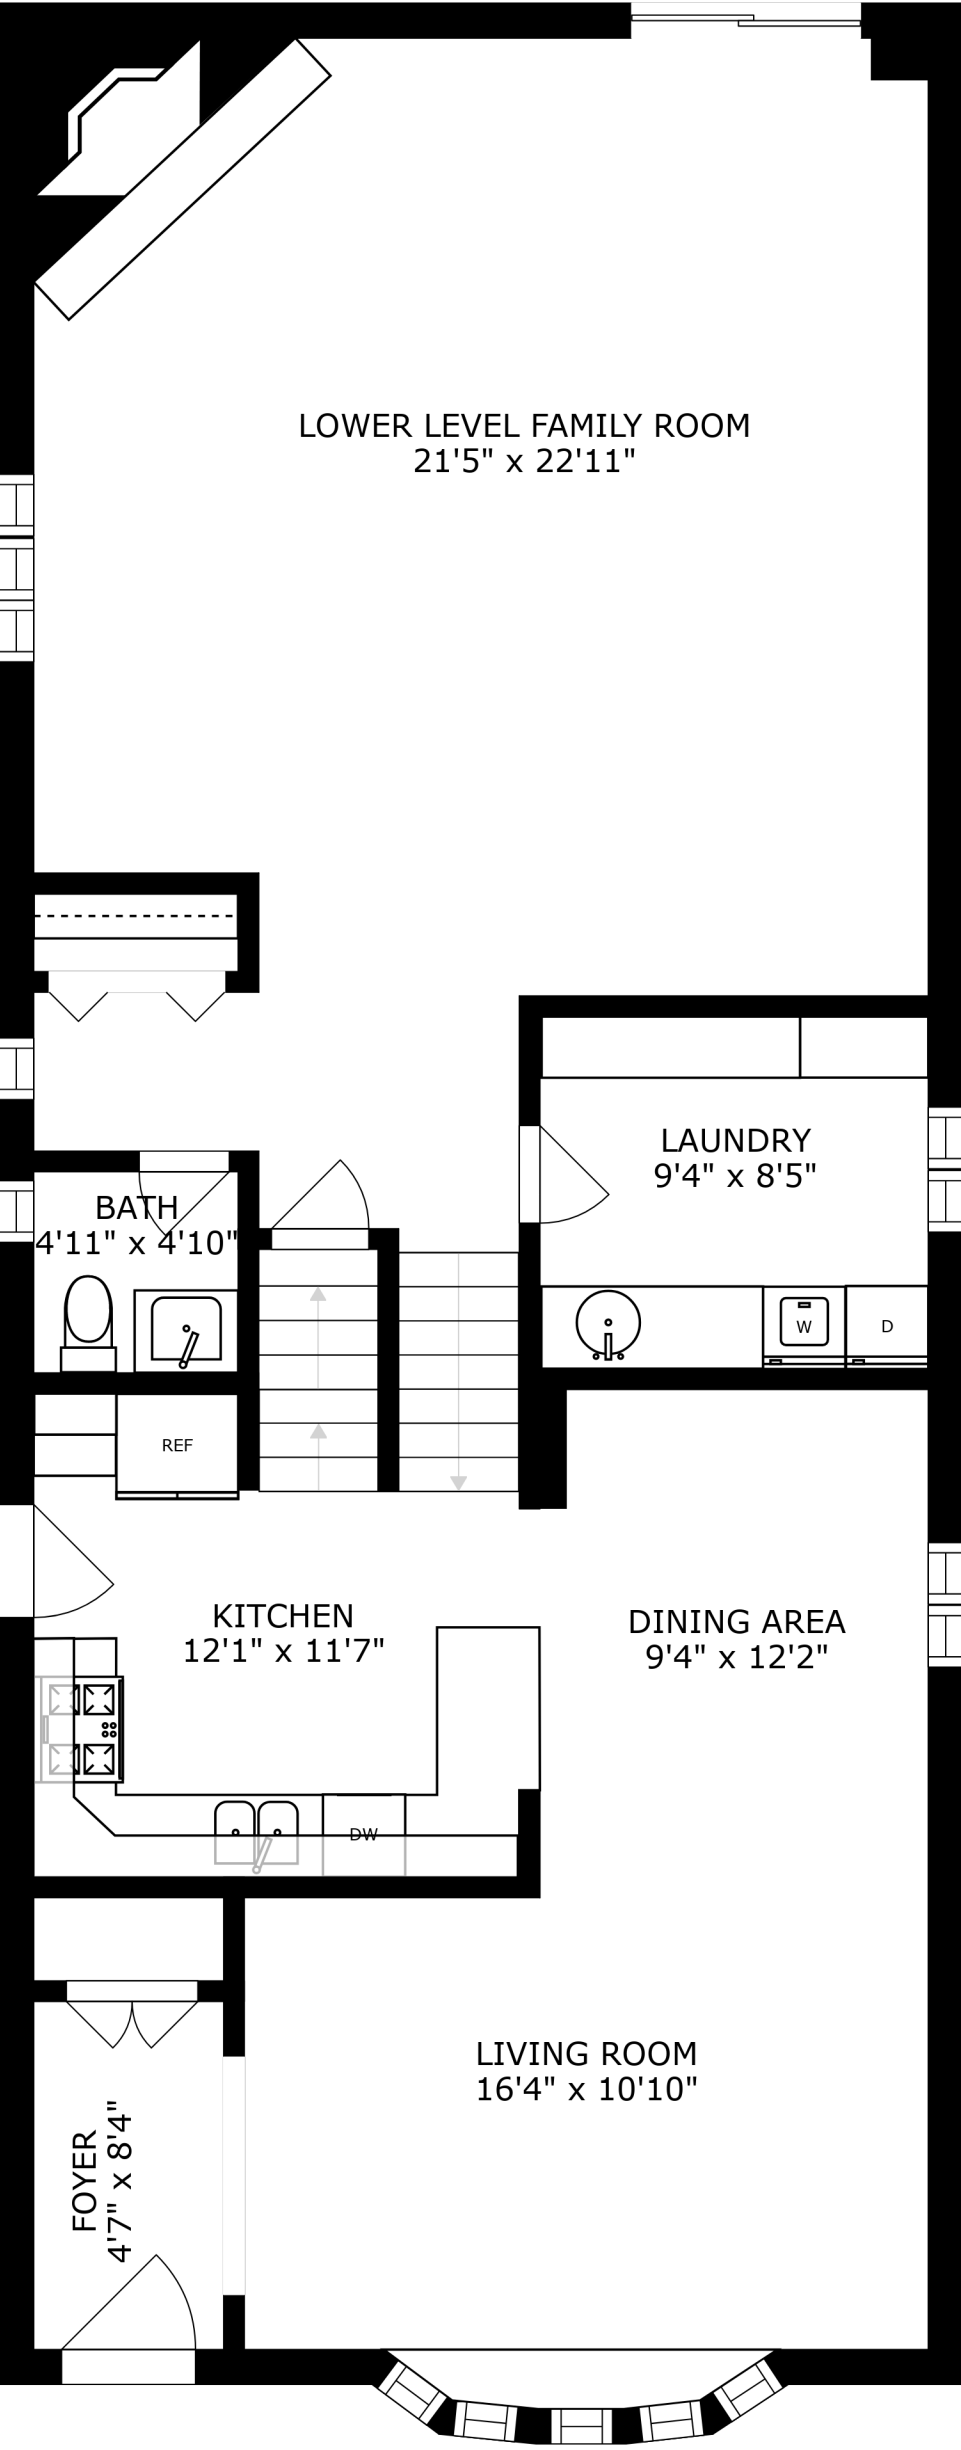 LOWER LEVEL FAMILY ROOM
21'5" x 22'11"
LAUNDRY
9'4" x 8'5"
BATH
4'11" x 4'10"
W
D
REF
KITCHEN
12'1" x 11'7"
DINING AREA
9'4" x 12'2"
DW
LIVING ROOM
16'4" x 10'10"
FOYER
4'7" x 8'4"